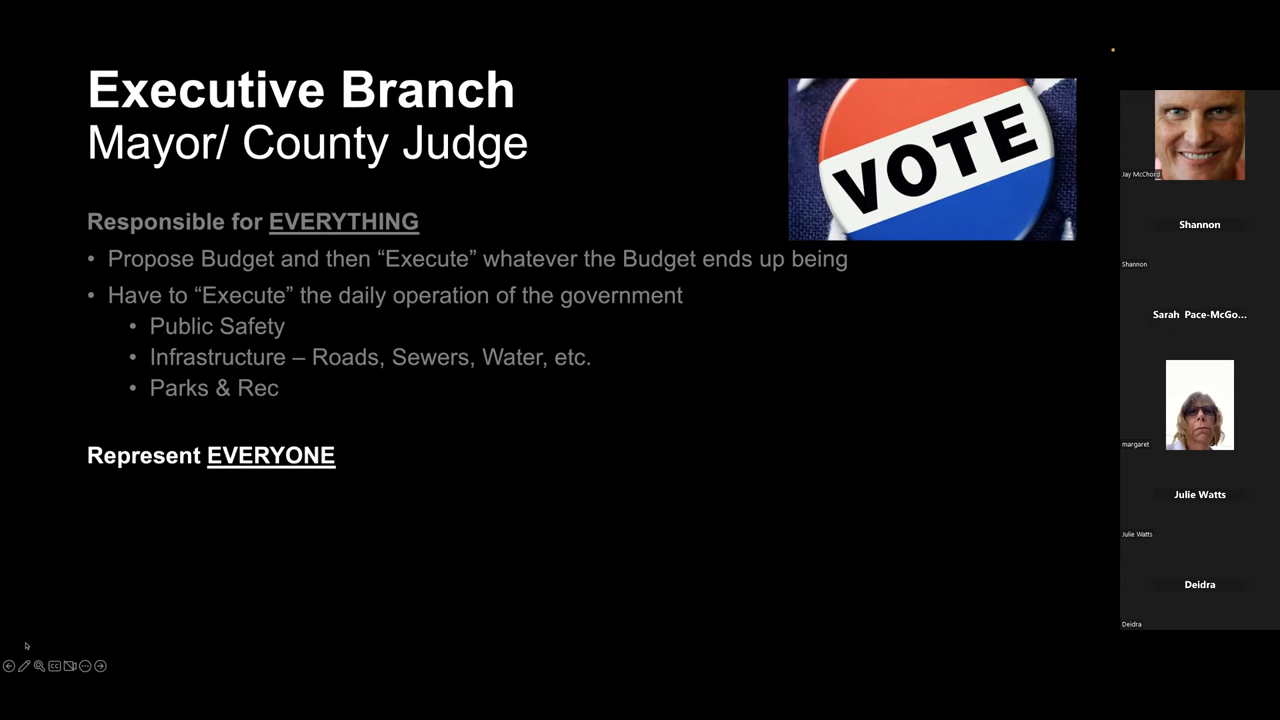 Executive Branch
Mayor/ County Judge
VOTE
Responsible for EVERYTHING
• Propose Budget and then “Execute” whatever the Budget ends up being
• Have to “Execute” the daily operation of the government
• Public Safety
• Infrastructure – Roads, Sewers, Water, etc.
• Parks & Rec
Represent EVERYONE
Jay McChord
Shannon
Shannon
Sarah Pace-McGo...
margaret
Julie Watts
Julie Watts
Deidra
Deidra
CC